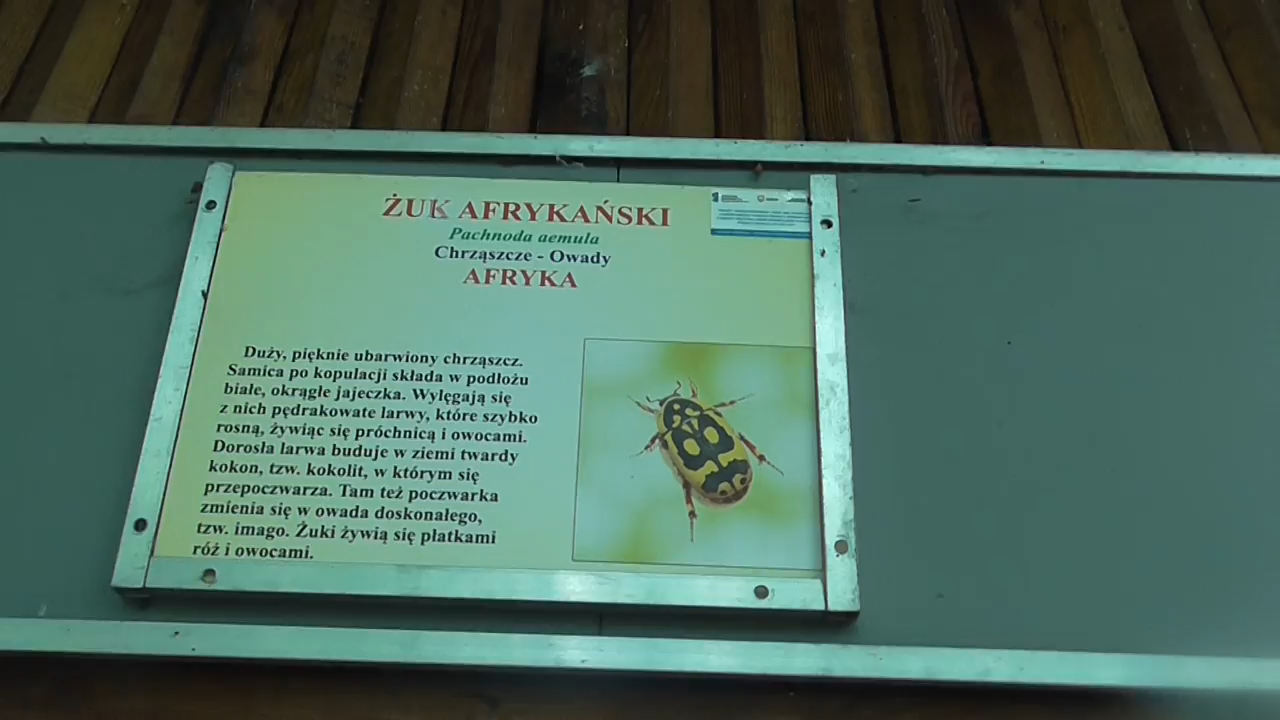 ŻUK AFRYKAŃSKI
Pachnoda aemula
Chrząszcze - Owady
AFRYKA
Duży, pięknie ubarwiony chrząszcz.
Samica po kopulacji składa w podłożu
białe, okrągłe jajeczka. Wylęgają się
z nich pędrakowate larwy, które szybko
rosną, żywiąc się próchnicą i owocami.
Dorosła larwa buduje w ziemi twardy
kokon, tzw. kokolit, w którym się
przepoczwarza. Tam też poczwarka
zmienia się w owada doskonałego,
tzw. imago. Żuki żywią się płatkami
róż i owocami.